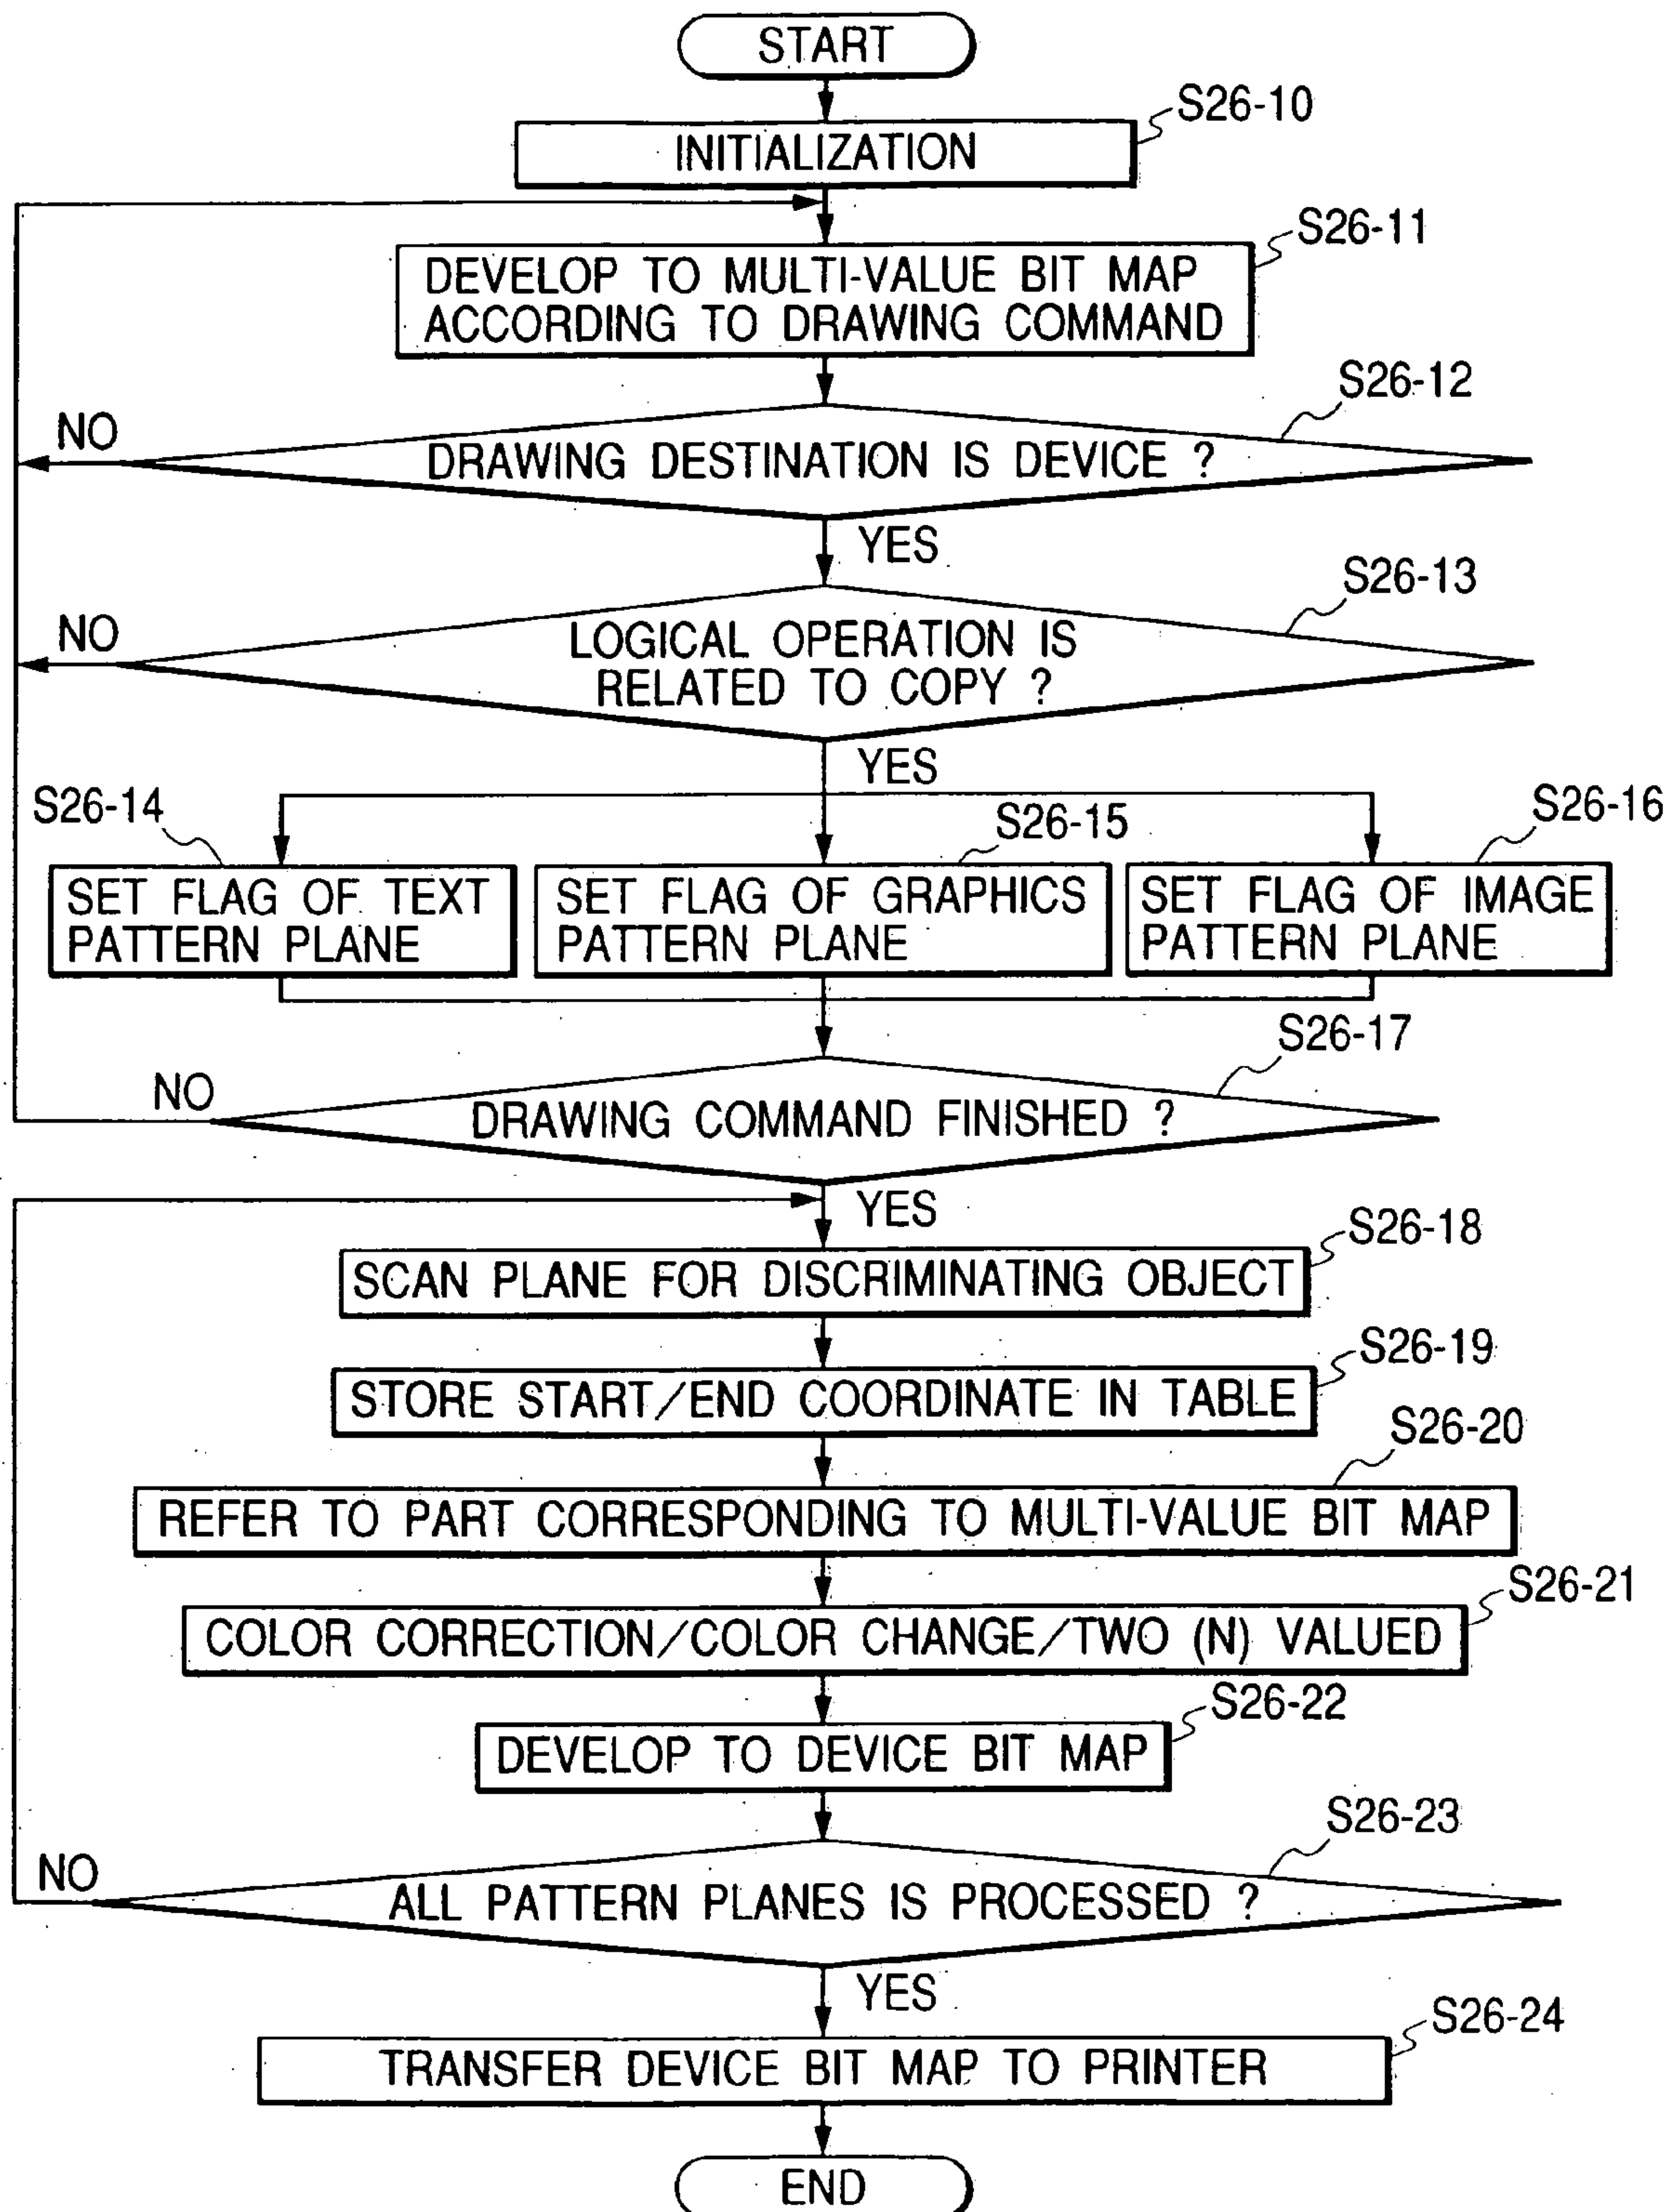 START
S26-10
INITIALIZATION
S26-11
DEVELOP TO MULTI-VALUE BIT MAP
ACCORDING TO DRAWING COMMAND
S26-12
NO
DRAWING DESTINATION IS DEVICE ?
YES
S26-13
NO
LOGICAL OPERATION IS
RELATED TO COPY ?
YES
S26-14
S26-15
S26-16
SET FLAG OF TEXT
PATTERN PLANE
SET FLAG OF GRAPHICS
PATTERN PLANE
SET FLAG OF IMAGE
PATTERN PLANE
S26-17
NO
DRAWING COMMAND FINISHED ?
YES
S26-18
SCAN PLANE FOR DISCRIMINATING OBJECT
S26-19
STORE START/END COORDINATE IN TABLE
S26-20
REFER TO PART CORRESPONDING TO MULTI-VALUE BIT MAP
S26-21
COLOR CORRECTION/COLOR CHANGE/TWO (N) VALUED
S26-22
DEVELOP TO DEVICE BIT MAP
S26-23
NO
ALL PATTERN PLANES IS PROCESSED ?
YES
S26-24
TRANSFER DEVICE BIT MAP TO PRINTER
END